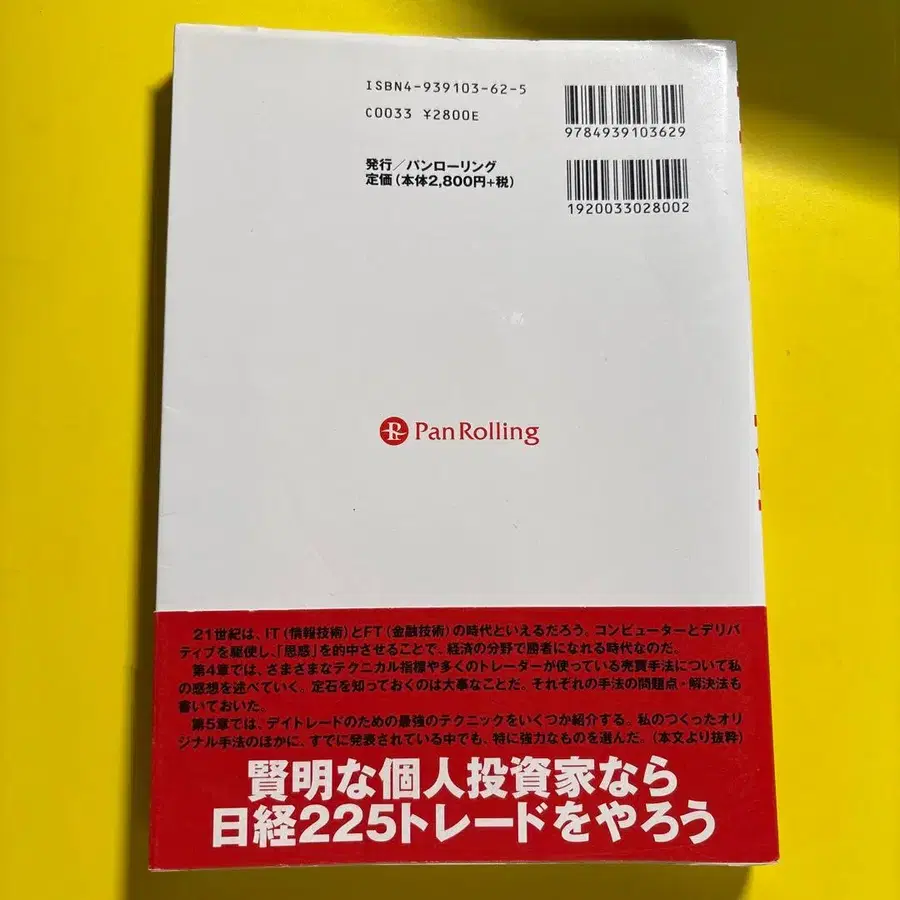 ISBN4-939103-62-5
C0033 ¥2800E
9784939103629
発行／パンローリング
定価（本体2,800円+税）
1920033028002
PanRolling
21世紀は、IT（情報技術）とFT（金融技術）の時代といえるだろう。コンピューターとデリバ
ティブを駆使し、「思惑」を的中させることで、経済の分野で勝者になれる時代なのだ。
第4章では、さまざまなテクニカル指標や多くのトレーダーが使っている売買手法について私
の感想を述べていく。定石を知っておくのは大事なことだ。それぞれの手法の問題点・解決法も
書いておいた。
第5章では、デイトレードのための最強のテクニックをいくつか紹介する。私のつくったオリ
ジナル手法のほかに、すでに発表されている中でも、特に強力なものを選んだ。（本文より抜粋）
賢明な個人投資家なら
日経225トレードをやろう